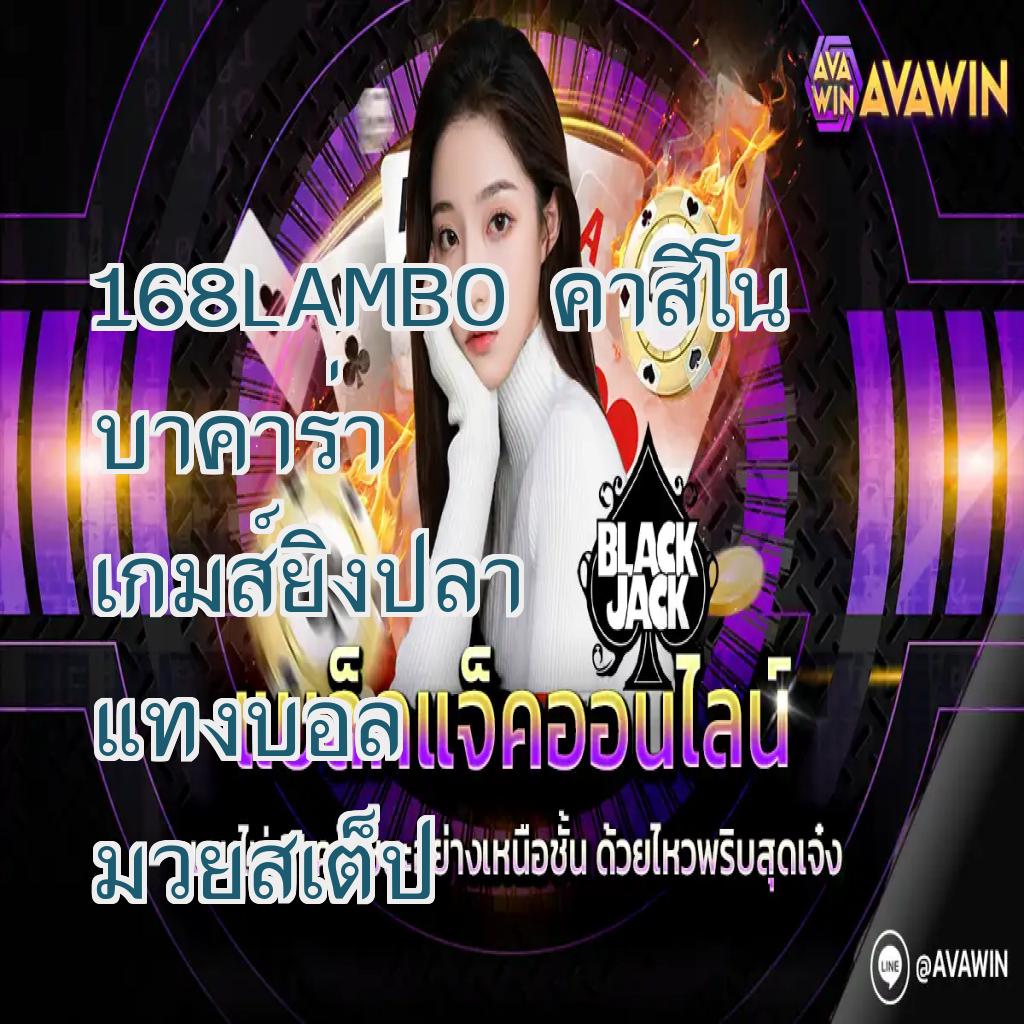 AVA
WIN
AVAWIN
168LAMBO คาสิโน
บาคาร่า
เกมส์ยิงปลา
BLACK
JACK
แทงบอล
แจ็คออนไลน์
มวยสเต็ป
อย่างเหนือชั้น ด้วยไหวพริบสุดเจ๋ง
LINE @AVAWIN